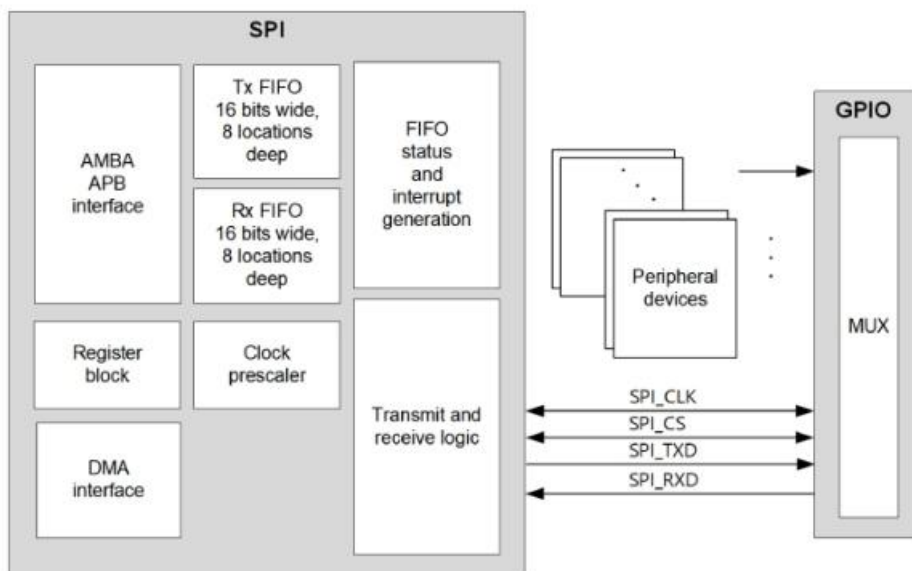 SPI
AMBA
APB
interface
Tx FIFO
16 bits wide,
8 locations
deep
Rx FIFO
16 bits wide,
8 locations
deep
FIFO
status
and
interrupt
generation
Register
block
Clock
prescaler
DMA
interface
Transmit and
receive logic
Peripheral
devices
SPI_CLK
SPI_CS
SPI_TXD
SPI_RXD
GPIO
MUX